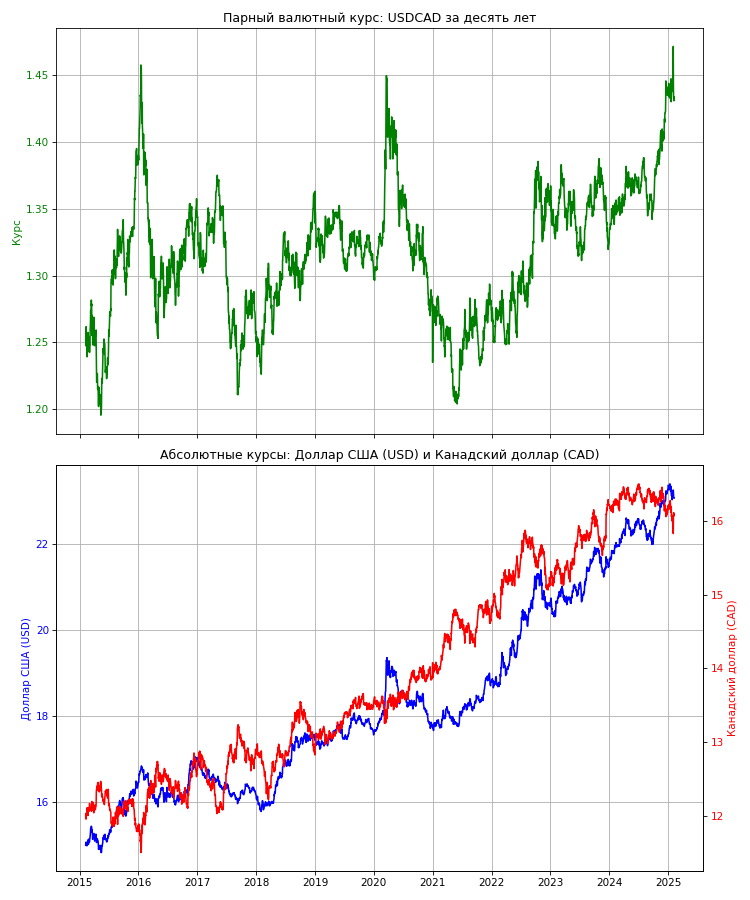 Парный валютный курс: USDCAD за десять лет
1.45
1.40
1.35
1.30
1.25
1.20
Курс
Абсолютные курсы: Доллар США (USD) и Канадский доллар (CAD)
22
20
18
16
Доллар США (USD)
16
15
14
13
12
Канадский доллар (CAD)
2015 2016 2017 2018 2019 2020 2021 2022 2023 2024 2025